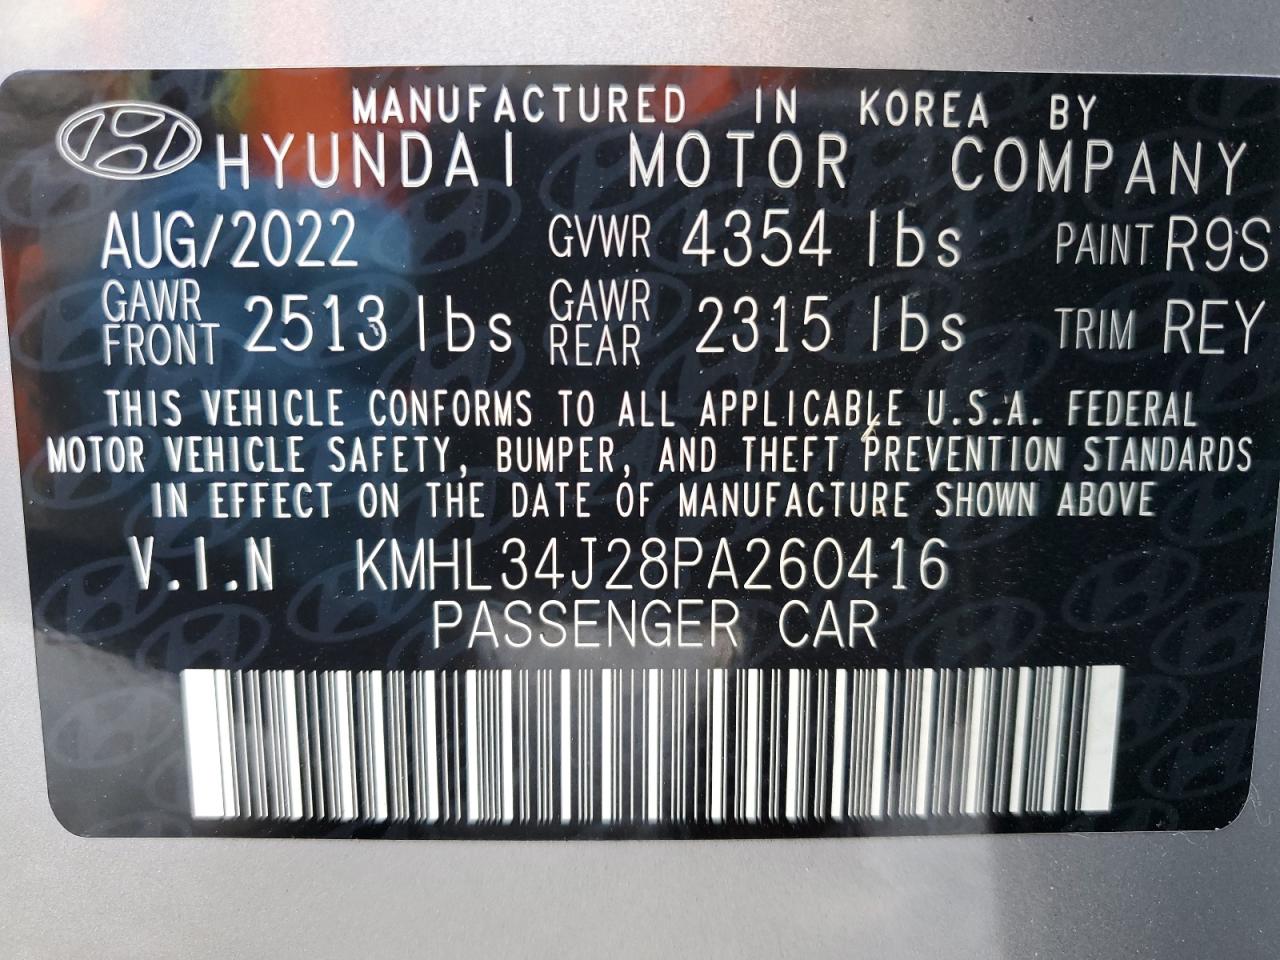 MANUFACTURED IN KOREA BY
HYUNDAI MOTOR COMPANY
AUG/2022 GVWR 4354 lbs PAINT R9S
GAWR FRONT 2513 lbs GAWR REAR 2315 lbs TRIM REY
THIS VEHICLE CONFORMS TO ALL APPLICABLE U.S.A. FEDERAL
MOTOR VEHICLE SAFETY, BUMPER, AND THEFT PREVENTION STANDARDS
IN EFFECT ON THE DATE OF MANUFACTURE SHOWN ABOVE
V.I.N KMHL34J28PA260416
PASSENGER CAR